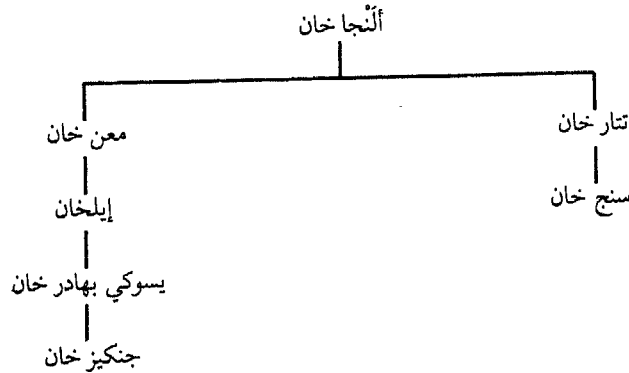 ألَنْجا خان
تتار خان
معن خان
سنج خان
إيلخان
يسوكي بهادر خان
جنكيز خان